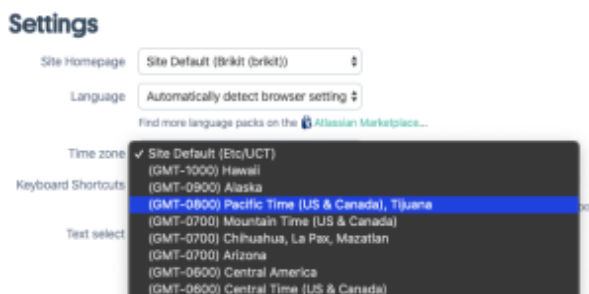 Settings
Site Homepage Site Default (Brikit (brikit))
Language Automatically detect browser setting
Find more language packs on the Atlassian Marketplace...
Time zone ✓ Site Default (Etc/UCT)
(GMT-1000) Hawaii
Keyboard Shortcuts (GMT-0900) Alaska
(GMT-0800) Pacific Time (US & Canada), Tijuana
(GMT-0700) Mountain Time (US & Canada)
Text select (GMT-0700) Chihuahua, La Pax, Mazatlan
(GMT-0700) Arizona
(GMT-0600) Central America
(GMT-0600) Central Time (US & Canada)